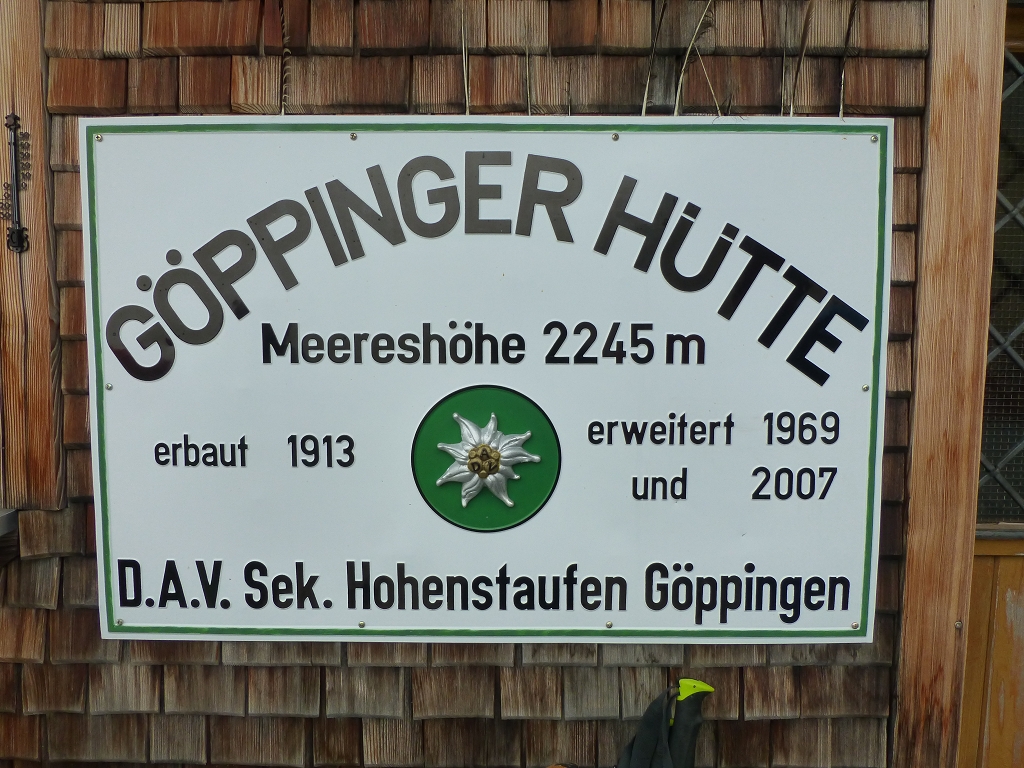 GÖPPINGER HÜTTE
Meereshöhe 2245 m
erbaut 1913
erweitert 1969
und 2007
D.A.V. Sek. Hohenstaufen Göppingen